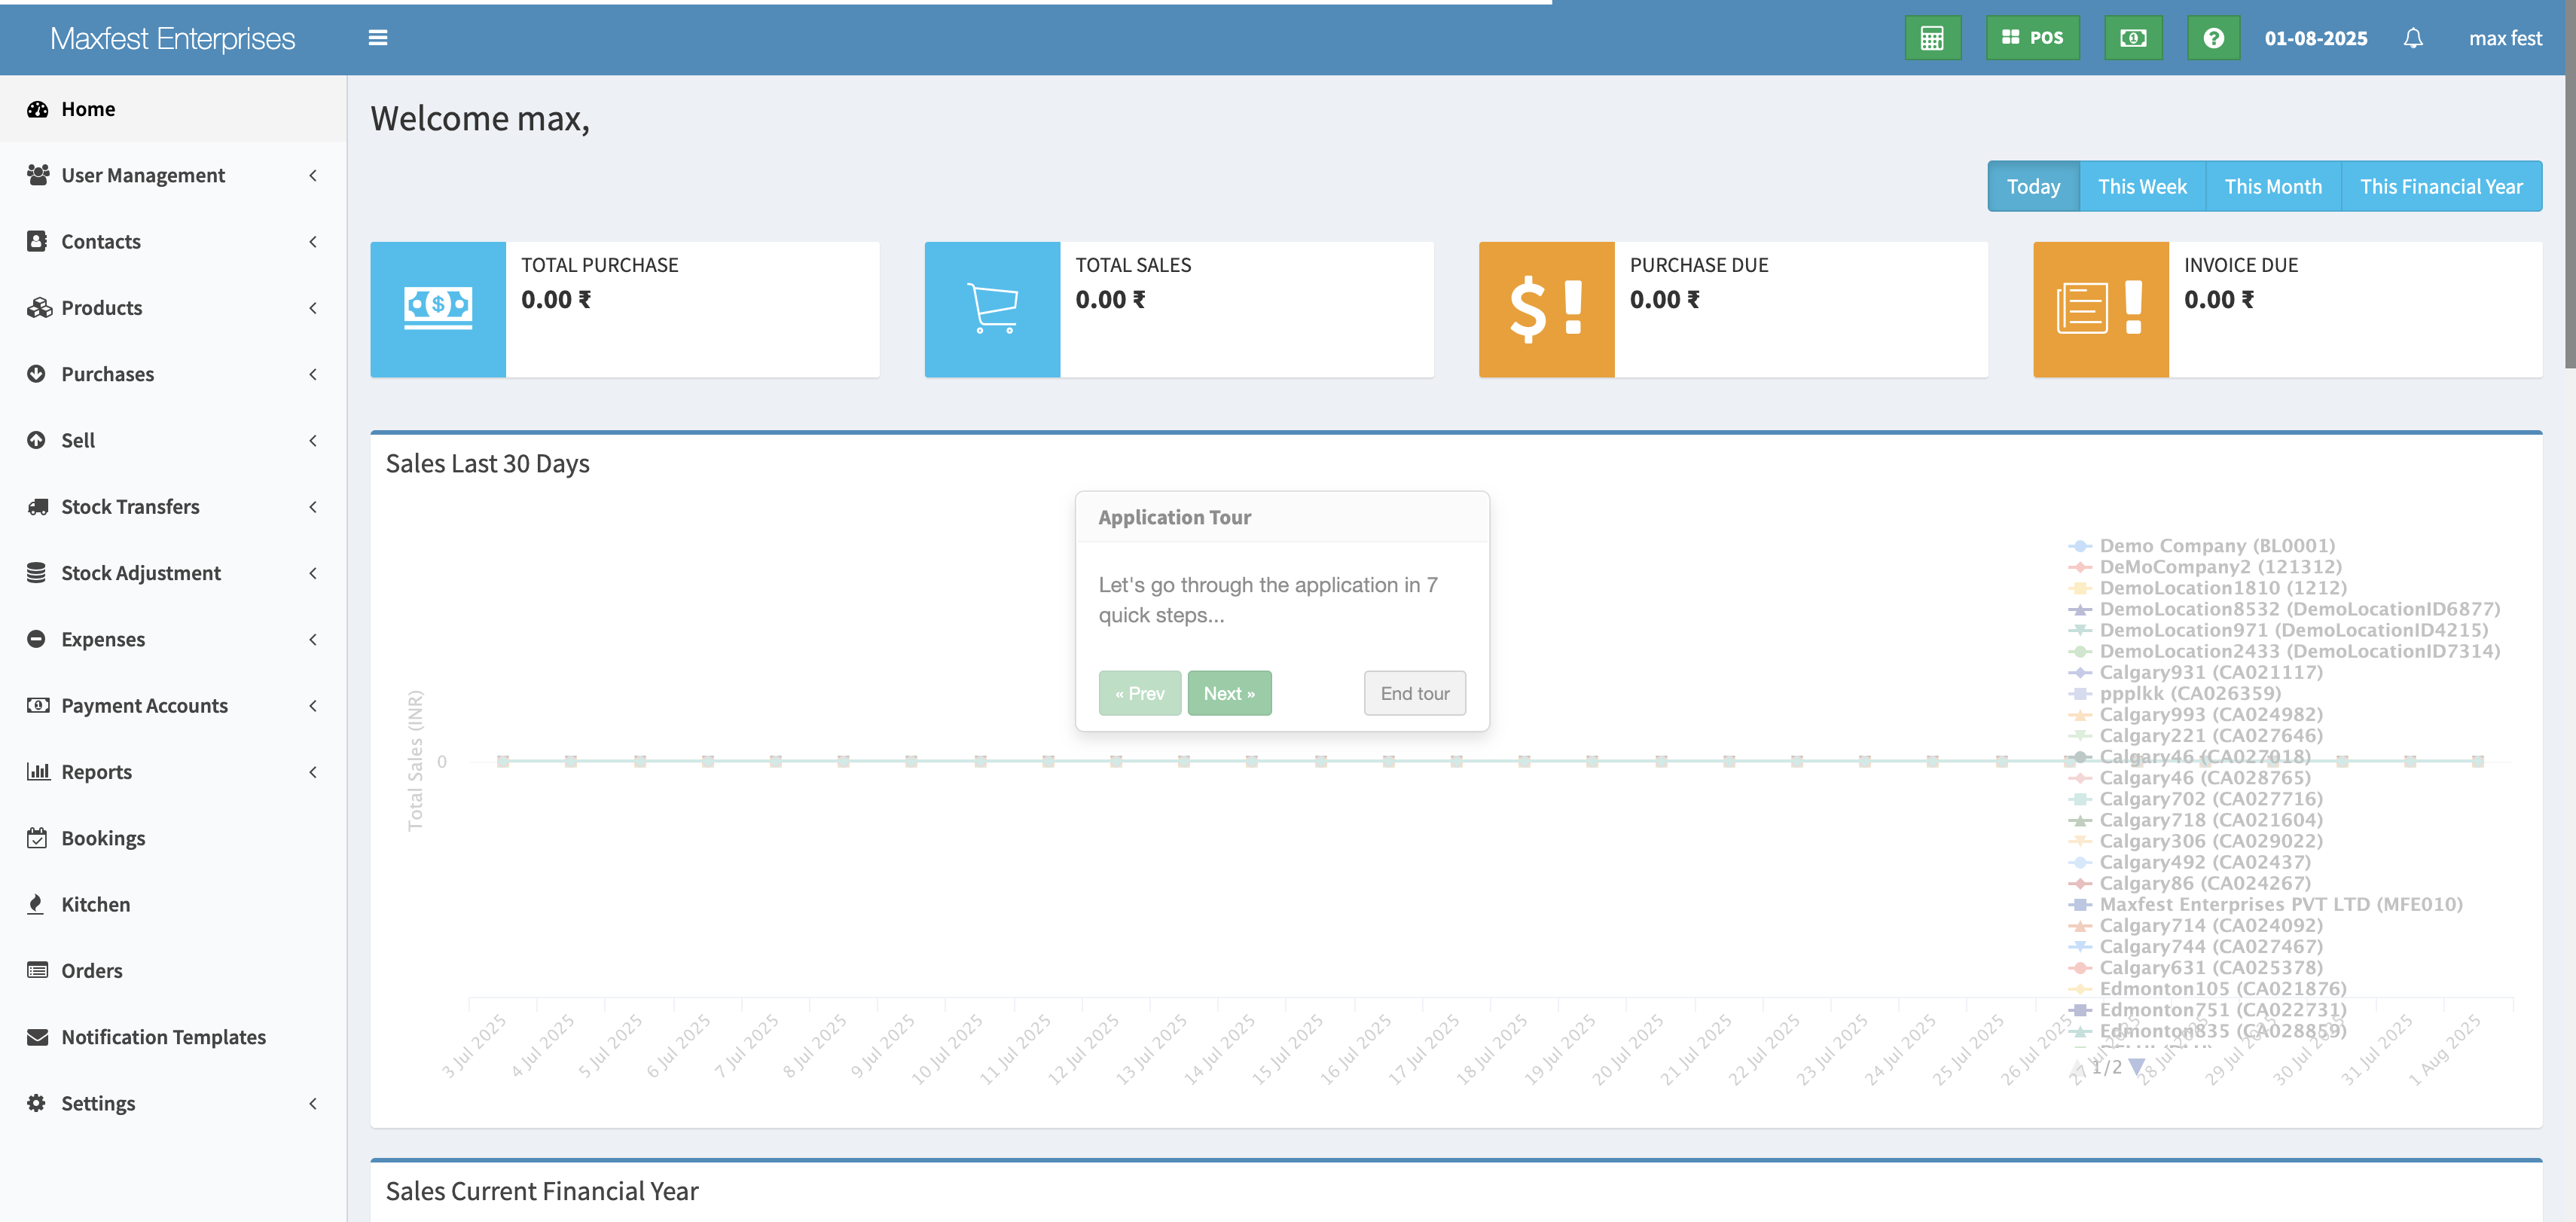 Maxfest Enterprises
POS
01-08-2025
max fest
Home
User Management
Contacts
Products
Purchases
Sell
Stock Transfers
Stock Adjustment
Expenses
Payment Accounts
Reports
Bookings
Kitchen
Orders
Notification Templates
Settings
Welcome max,
Today
This Week
This Month
This Financial Year
TOTAL PURCHASE
0.00 ₹
TOTAL SALES
0.00 ₹
PURCHASE DUE
0.00 ₹
INVOICE DUE
0.00 ₹
Sales Last 30 Days
Application Tour
Let's go through the application in 7
quick steps...
« Prev
Next »
End tour
Total Sales (INR)
0
Demo Company (BL0001)
DeMoCompany2 (121312)
DemoLocation1810 (1212)
DemoLocation8532 (DemoLocationID6877)
DemoLocation971 (DemoLocationID4215)
DemoLocation2433 (DemoLocationID7314)
Calgary931 (CA021117)
ppplkk (CA026359)
Calgary993 (CA024982)
Calgary221 (CA027646)
Calgary46 (CA027018)
Calgary46 (CA028765)
Calgary702 (CA027716)
Calgary718 (CA021604)
Calgary306 (CA029022)
Calgary492 (CA02437)
Calgary86 (CA024267)
Maxfest Enterprises PVT LTD (MFE010)
Calgary714 (CA024092)
Calgary744 (CA027467)
Calgary631 (CA025378)
Edmonton105 (CA021876)
Edmonton751 (CA022731)
Edmonton835 (CA028859)
1/2
3 Jul 2025
4 Jul 2025
5 Jul 2025
6 Jul 2025
7 Jul 2025
8 Jul 2025
9 Jul 2025
10 Jul 2025
11 Jul 2025
12 Jul 2025
13 Jul 2025
14 Jul 2025
15 Jul 2025
16 Jul 2025
17 Jul 2025
18 Jul 2025
19 Jul 2025
20 Jul 2025
21 Jul 2025
22 Jul 2025
23 Jul 2025
24 Jul 2025
25 Jul 2025
26 Jul 2025
27 Jul 2025
28 Jul 2025
29 Jul 2025
30 Jul 2025
31 Jul 2025
1 Aug 2025
Sales Current Financial Year